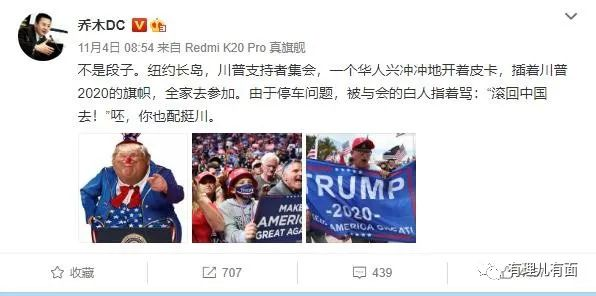 乔木DC
11月4日 08:54 来自 Redmi K20 Pro 真旗舰
不是段子。纽约长岛，川普支持者集会，一个华人兴冲冲地开着皮卡，插着川普
2020的旗帜，全家去参加。由于停车问题，被与会的白人指着骂：“滚回中国
去！”呸，你也配挺川。
MAKE
AMERICA
GREAT AGAIN
TRUMP
2020
AMERICA GREAT
收藏
707
439
有理儿有面